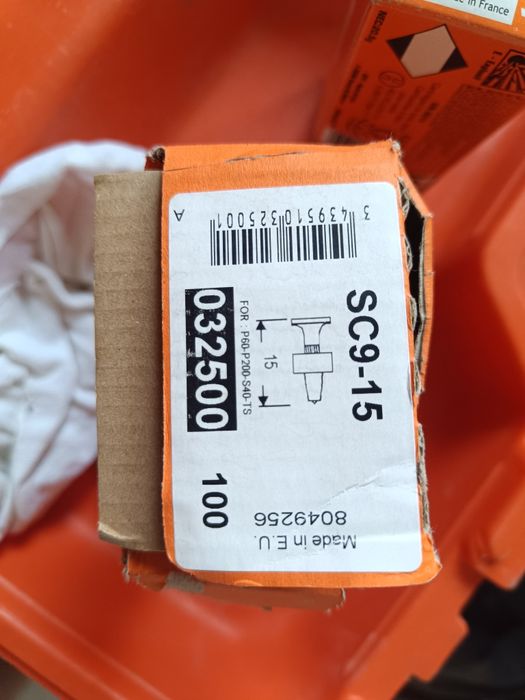 SC9-15
15
FOR : P60-P200-S40-TS
032500
100
3 439510 325001
A
8049256
Made in E.U.
in France